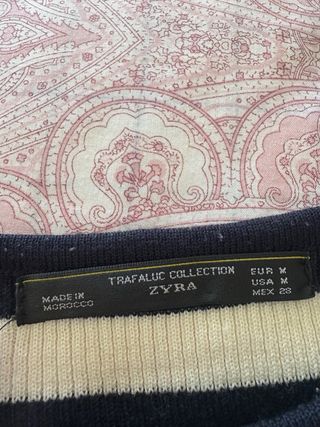 TRAFALUC COLLECTION
ZYRA
MADE IN
MOROCCO
EUR M
USA M
MEX 28